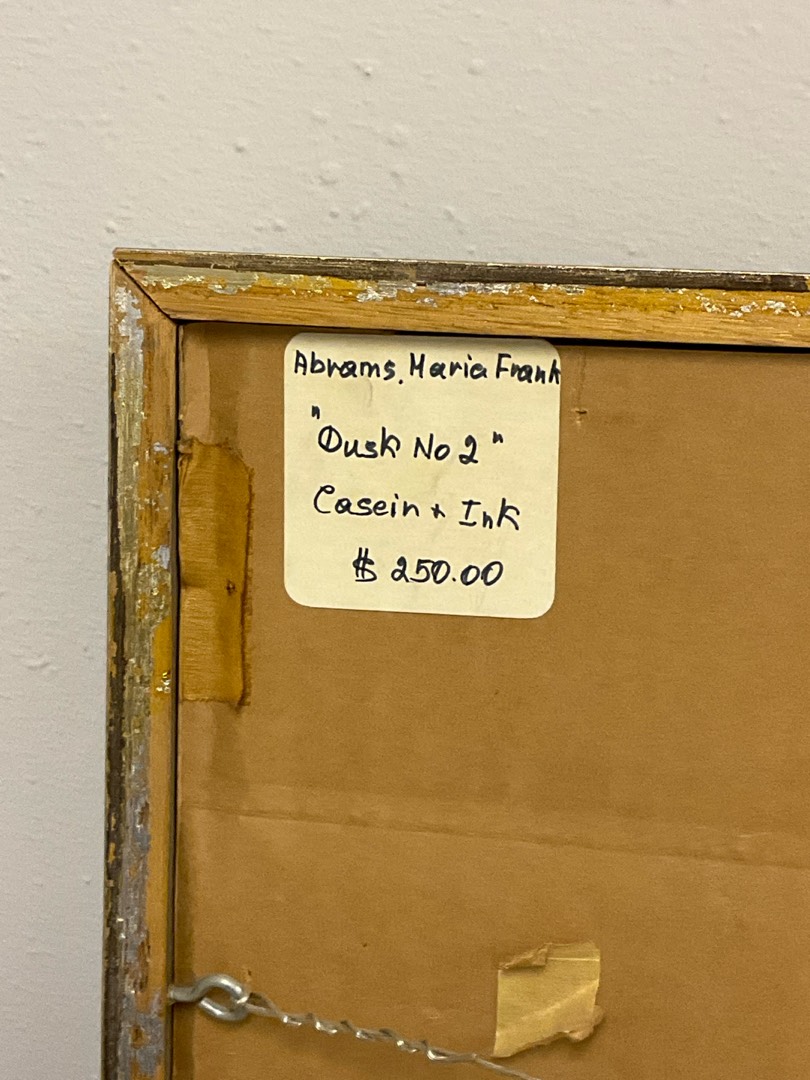 Abrams, Maria Frank
"Dusk No 2"
Casein + Ink
$ 250.00